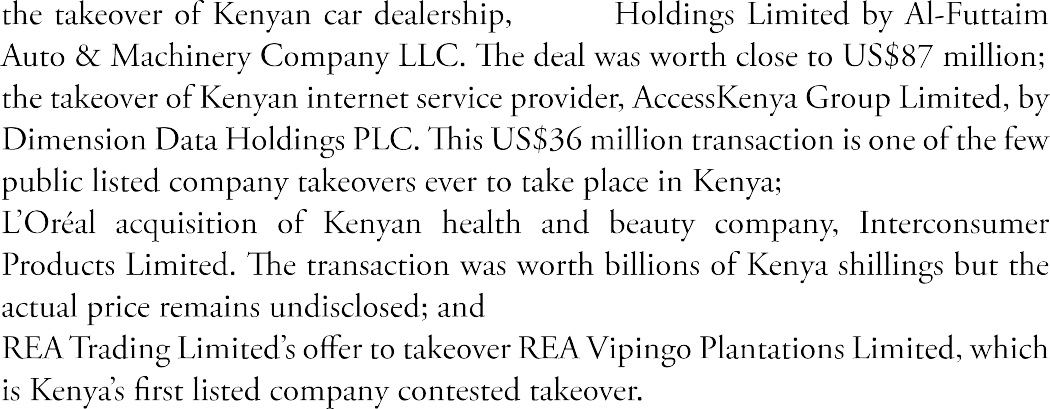 the takeover of Kenyan car dealership, Holdings Limited by Al-Futtaim
Auto & Machinery Company LLC. The deal was worth close to US$87 million;
the takeover of Kenyan internet service provider, AccessKenya Group Limited, by
Dimension Data Holdings PLC. This US$36 million transaction is one of the few
public listed company takeovers ever to take place in Kenya;
L’Oréal acquisition of Kenyan health and beauty company, Interconsumer
Products Limited. The transaction was worth billions of Kenya shillings but the
actual price remains undisclosed; and
REA Trading Limited’s offer to takeover REA Vipingo Plantations Limited, which
is Kenya’s first listed company contested takeover.